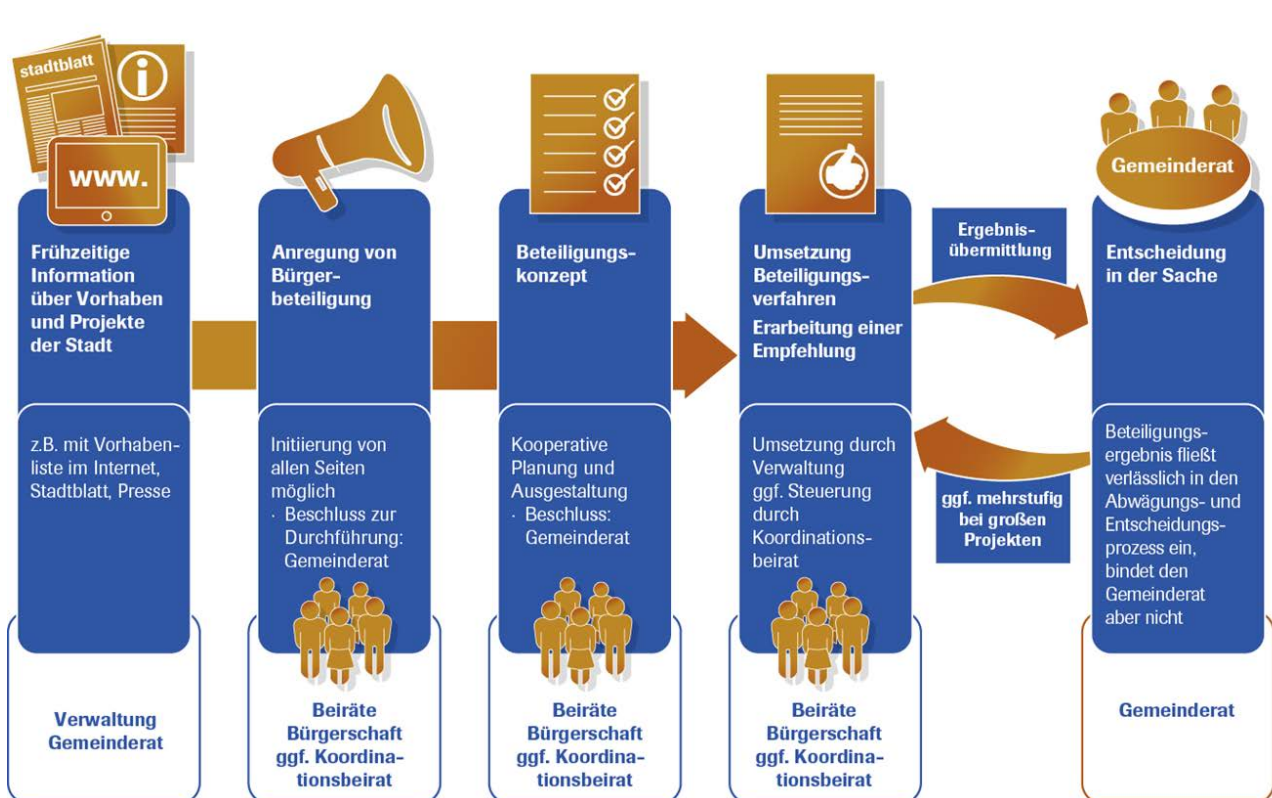 stadtblatt
i
www.
Frühzeitige
Information
über Vorhaben
und Projekte
der Stadt
z.B. mit Vorhaben-
liste im Internet,
Stadtblatt, Presse
Verwaltung
Gemeinderat
Anregung von
Bürger-
beteiligung
Initiierung von
allen Seiten
möglich
· Beschluss zur
Durchführung:
Gemeinderat
Beiräte
Bürgerschaft
ggf. Koordina-
tionsbeirat
Beteiligungs-
konzept
Kooperative
Planung und
Ausgestaltung
· Beschluss:
Gemeinderat
Beiräte
Bürgerschaft
ggf. Koordina-
tionsbeirat
Umsetzung
Beteiligungs-
verfahren
Erarbeitung einer
Empfehlung
Umsetzung durch
Verwaltung
ggf. Steuerung
durch
Koordinations-
beirat
Beiräte
Bürgerschaft
ggf. Koordina-
tionsbeirat
Ergebnis-
übermittlung
ggf. mehrstufig
bei großen
Projekten
Gemeinderat
Entscheidung
in der Sache
Beteiligungs-
ergebnis fließt
verlässlich in den
Abwägungs- und
Entscheidungs-
prozess ein,
bindet den
Gemeinderat
aber nicht
Gemeinderat